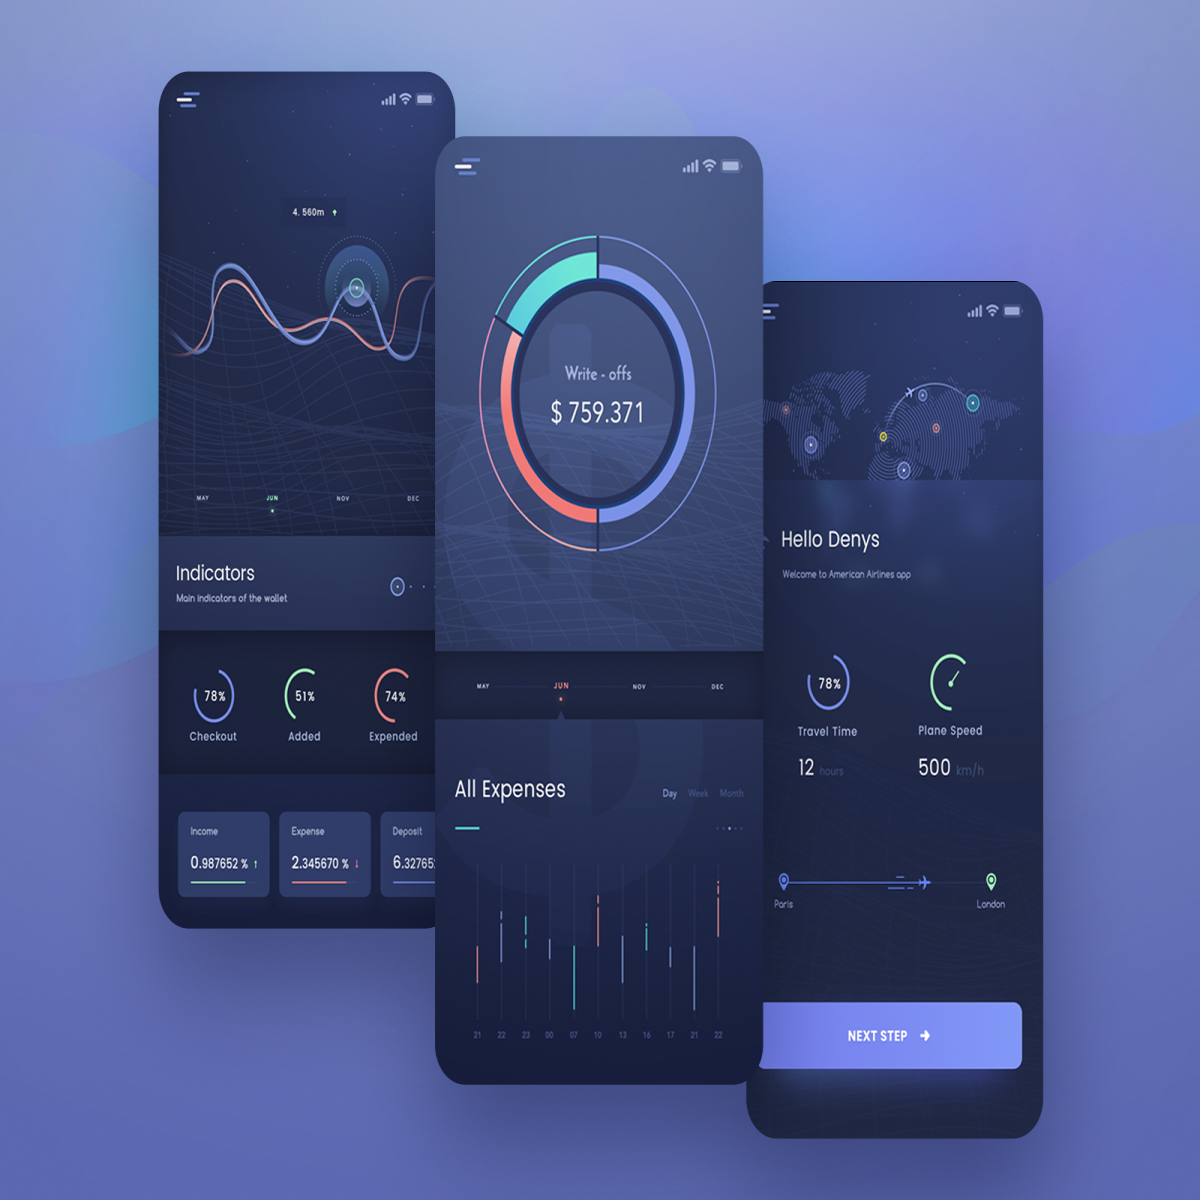 4. 560m
MAY JUN NOV DEC
Indicators
Main indicators of the wallet
78% 51% 74%
Checkout Added Expended
Income Expense Deposit
0.987652 % ↑ 2.345670 % ↓ 6.32765
Write - offs
$ 759.371
MAY JUN NOV DEC
All Expenses
Day Week Month
21 22 23 00 07 10 13 16 17 21 22
Hello Denys
Welcome to American Airlines app
78%
Travel Time Plane Speed
12 hours 500 km/h
Paris London
NEXT STEP →